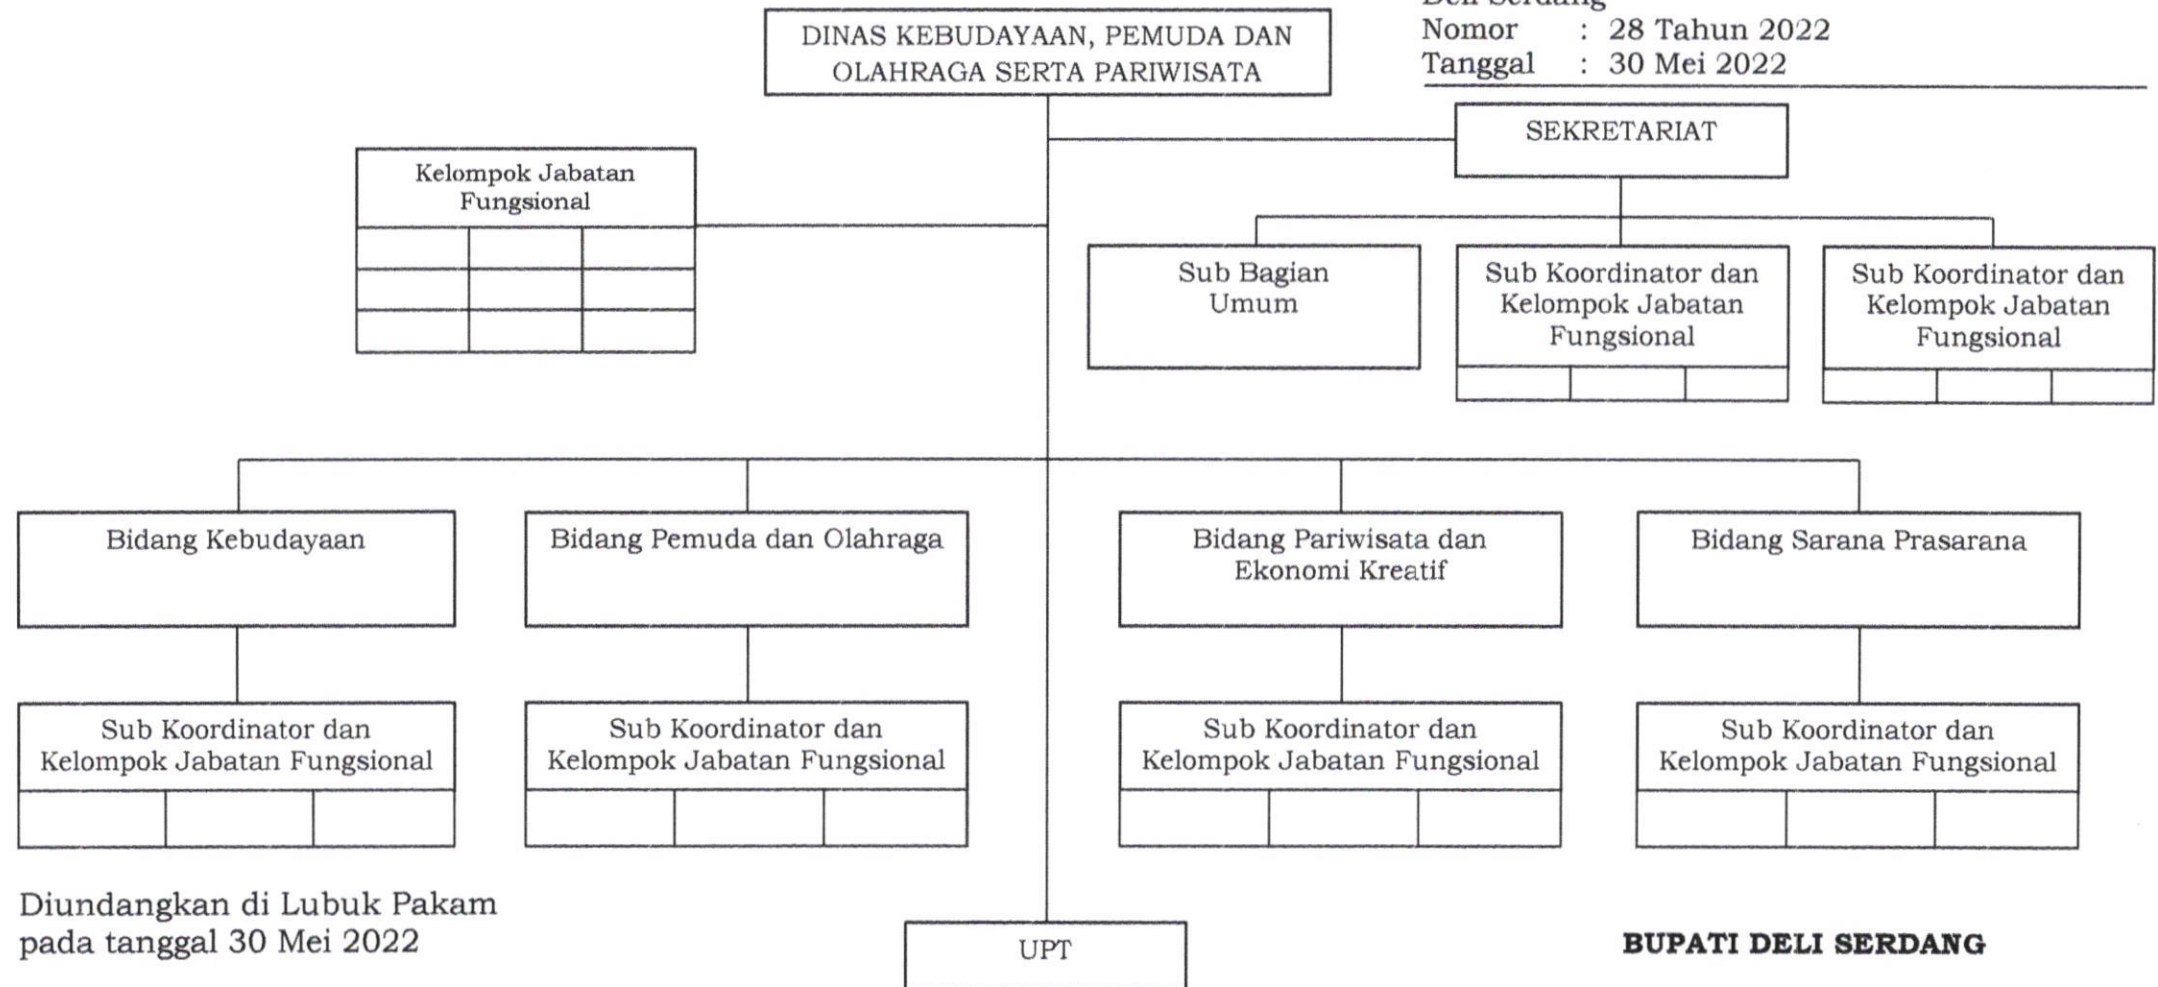 Deli Serdang
Nomor : 28 Tahun 2022
Tanggal : 30 Mei 2022
DINAS KEBUDAYAAN, PEMUDA DAN
OLAHRAGA SERTA PARIWISATA
SEKRETARIAT
Kelompok Jabatan
Fungsional
Sub Bagian
Umum
Sub Koordinator dan
Kelompok Jabatan
Fungsional
Sub Koordinator dan
Kelompok Jabatan
Fungsional
Bidang Kebudayaan
Bidang Pemuda dan Olahraga
Bidang Pariwisata dan
Ekonomi Kreatif
Bidang Sarana Prasarana
Sub Koordinator dan
Kelompok Jabatan Fungsional
Sub Koordinator dan
Kelompok Jabatan Fungsional
Sub Koordinator dan
Kelompok Jabatan Fungsional
Sub Koordinator dan
Kelompok Jabatan Fungsional
Diundangkan di Lubuk Pakam
pada tanggal 30 Mei 2022
UPT
BUPATI DELI SERDANG